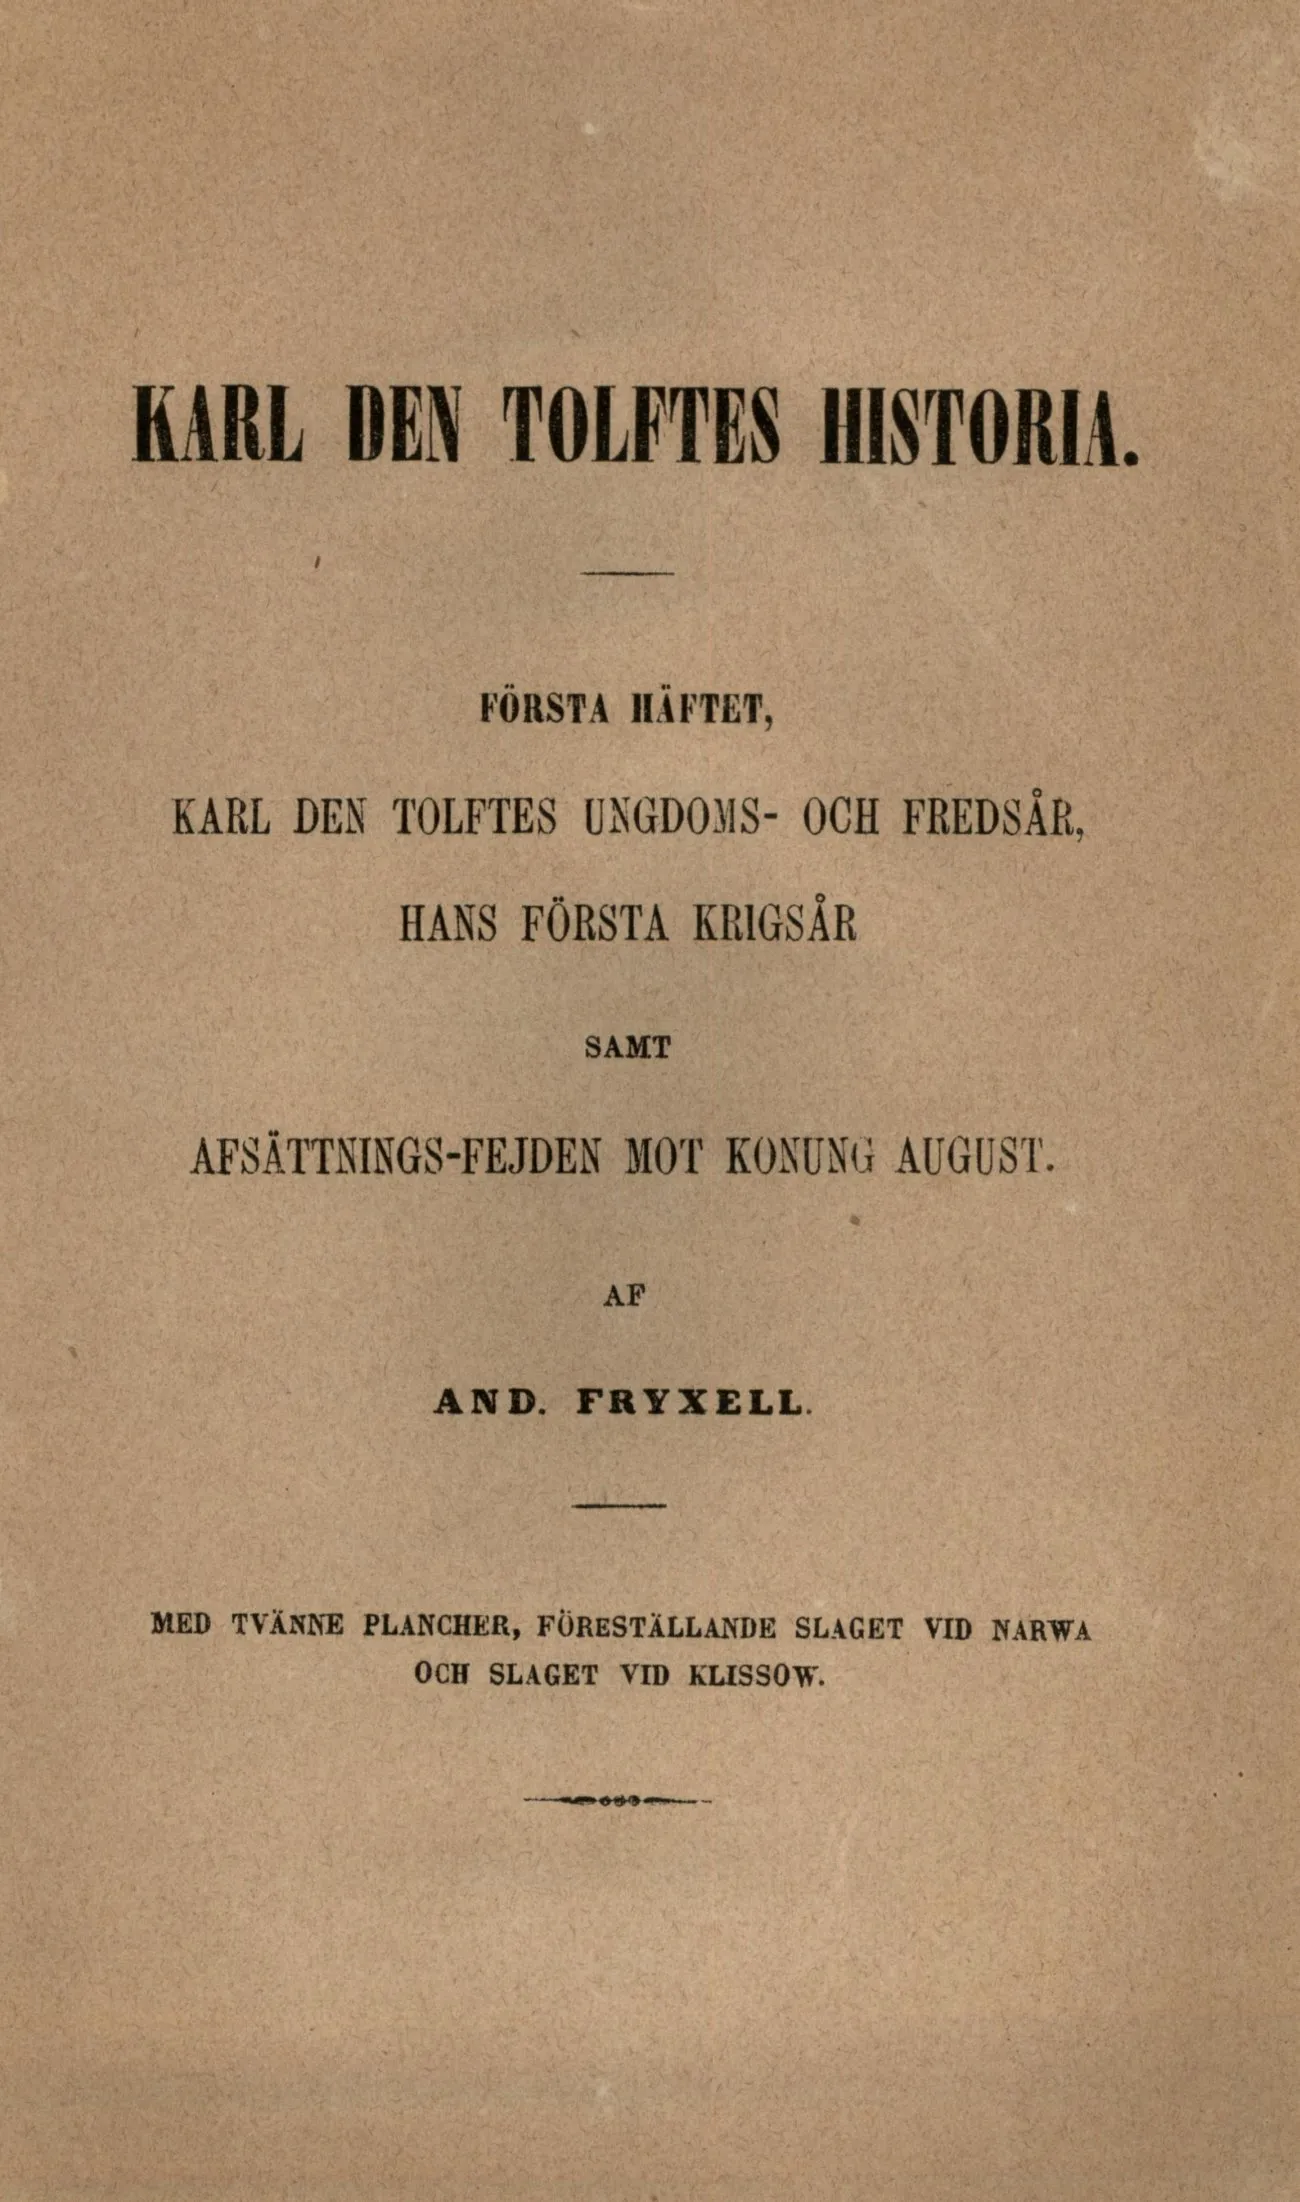 KARL DEN TOLFTES HISTORIA.
FÖRSTA HÄFTET,
KARL DEN TOLFTES UNGDOMS- OCH FREDSÅR,
HANS FÖRSTA KRIGSÅR
SAMT
AFSÄTTNINGS-FEJDEN MOT KONUNG AUGUST.
AF
AND. FRYXELL.
MED TVÄNNE PLANCHER, FÖRESTÄLLANDE SLAGET VID NARWA
OCH SLAGET VID KLISSOW.